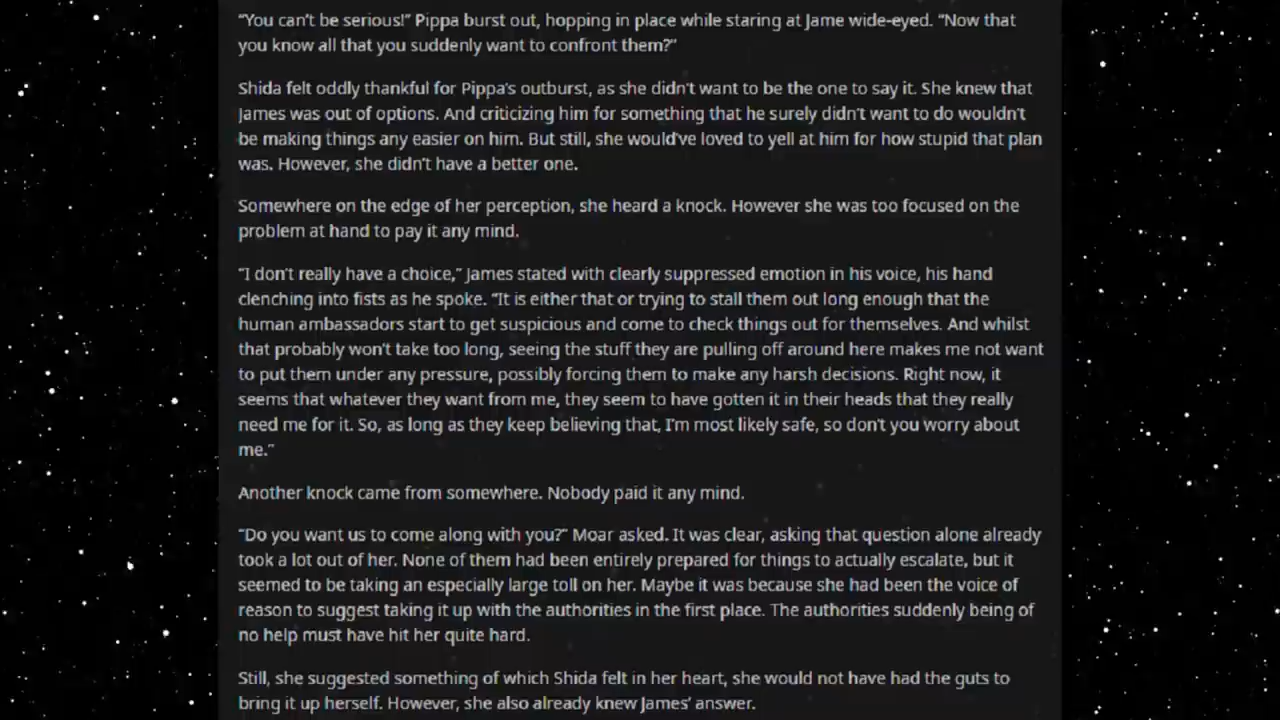 “You can’t be serious!” Pippa burst out, hopping in place while staring at Jame wide-eyed. “Now that
you know all that you suddenly want to confront them?”
Shida felt oddly thankful for Pippa’s outburst, as she didn’t want to be the one to say it. She knew that
James was out of options. And criticizing him for something that he surely didn’t want to do wouldn’t
be making things any easier on him. But still, she would’ve loved to yell at him for how stupid that plan
was. However, she didn’t have a better one.
Somewhere on the edge of her perception, she heard a knock. However she was too focused on the
problem at hand to pay it any mind.
“I don’t really have a choice,” James stated with clearly suppressed emotion in his voice, his hand
clenching into fists as he spoke. “It is either that or trying to stall them out long enough that the
human ambassadors start to get suspicious and come to check things out for themselves. And whilst
that probably won’t take too long, seeing the stuff they are pulling off around here makes me not want
to put them under any pressure, possibly forcing them to make any harsh decisions. Right now, it
seems that whatever they want from me, they seem to have gotten it in their heads that they really
need me for it. So, as long as they keep believing that, I’m most likely safe, so don’t you worry about
me.”
Another knock came from somewhere. Nobody paid it any mind.
“Do you want us to come along with you?” Moar asked. It was clear, asking that question alone already
took a lot out of her. None of them had been entirely prepared for things to actually escalate, but it
seemed to be taking an especially large toll on her. Maybe it was because she had been the voice of
reason to suggest taking it up with the authorities in the first place. The authorities suddenly being of
no help must have hit her quite hard.
Still, she suggested something of which Shida felt in her heart, she would not have had the guts to
bring it up herself. However, she also already knew James’ answer.